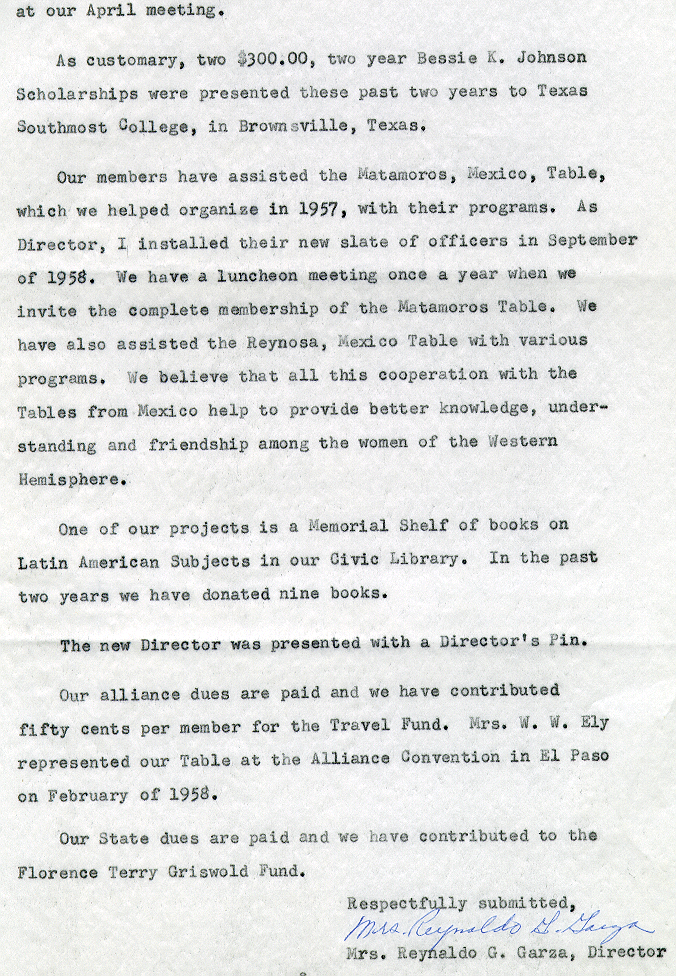 at our April meeting.
As customary, two $300.00, two year Bessie K. Johnson
Scholarships were presented these past two years to Texas
Southmost College, in Brownsville, Texas.
Our members have assisted the Matamoros, Mexico, Table,
which we helped organize in 1957, with their programs. As
Director, I installed their new slate of officers in September
of 1958. We have a luncheon meeting once a year when we
invite the complete membership of the Matamoros Table. We
have also assisted the Reynosa, Mexico Table with various
programs. We believe that all this cooperation with the
Tables from Mexico help to provide better knowledge, under-
standing and friendship among the women of the Western
Hemisphere.
One of our projects is a Memorial Shelf of books on
Latin American Subjects in our Civic Library. In the past
two years we have donated nine books.
The new Director was presented with a Director's Pin.
Our alliance dues are paid and we have contributed
fifty cents per member for the Travel Fund. Mrs. W. W. Ely
represented our Table at the Alliance Convention in El Paso
on February of 1958.
Our State dues are paid and we have contributed to the
Florence Terry Griswold Fund.
Respectfully submitted,
Mrs. Reynaldo G. Garza
Mrs. Reynaldo G. Garza, Director